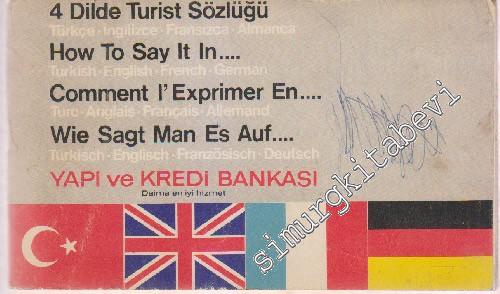 4 Dilde Turist Sözlüğü
Türkçe · İngilizce · Fransızca · Almanca
How To Say It In....
Turkish · English · French · German
Comment l'Exprimer En....
Turc · Anglais · Français · Allemand
Wie Sagt Man Es Auf....
Türkisch · Englisch · Französisch · Deutsch
YAPI ve KREDİ BANKASI
Daima en iyi hizmet
simurgkitabevi